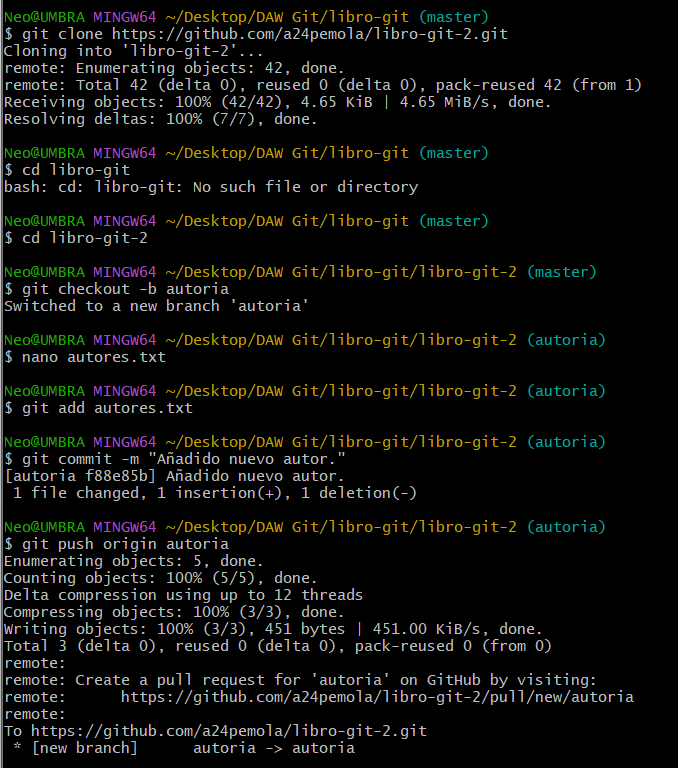 Neo@UMBRA MINGW64 ~/Desktop/DAW Git/libro-git (master)
$ git clone https://github.com/a24pemola/libro-git-2.git
Cloning into 'libro-git-2'...
remote: Enumerating objects: 42, done.
remote: Total 42 (delta 0), reused 0 (delta 0), pack-reused 42 (from 1)
Receiving objects: 100% (42/42), 4.65 KiB | 4.65 MiB/s, done.
Resolving deltas: 100% (7/7), done.

Neo@UMBRA MINGW64 ~/Desktop/DAW Git/libro-git (master)
$ cd libro-git
bash: cd: libro-git: No such file or directory

Neo@UMBRA MINGW64 ~/Desktop/DAW Git/libro-git (master)
$ cd libro-git-2

Neo@UMBRA MINGW64 ~/Desktop/DAW Git/libro-git/libro-git-2 (master)
$ git checkout -b autoria
Switched to a new branch 'autoria'

Neo@UMBRA MINGW64 ~/Desktop/DAW Git/libro-git/libro-git-2 (autoria)
$ nano autores.txt

Neo@UMBRA MINGW64 ~/Desktop/DAW Git/libro-git/libro-git-2 (autoria)
$ git add autores.txt

Neo@UMBRA MINGW64 ~/Desktop/DAW Git/libro-git/libro-git-2 (autoria)
$ git commit -m "Añadido nuevo autor."
[autoria f88e85b] Añadido nuevo autor.
 1 file changed, 1 insertion(+), 1 deletion(-)

Neo@UMBRA MINGW64 ~/Desktop/DAW Git/libro-git/libro-git-2 (autoria)
$ git push origin autoria
Enumerating objects: 5, done.
Counting objects: 100% (5/5), done.
Delta compression using up to 12 threads
Compressing objects: 100% (3/3), done.
Writing objects: 100% (3/3), 451 bytes | 451.00 KiB/s, done.
Total 3 (delta 0), reused 0 (delta 0), pack-reused 0 (from 0)
remote:
remote: Create a pull request for 'autoria' on GitHub by visiting:
remote:      https://github.com/a24pemola/libro-git-2/pull/new/autoria
remote:
To https://github.com/a24pemola/libro-git-2.git
 * [new branch]      autoria -> autoria